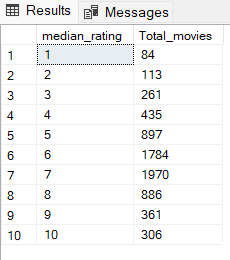 Results Messages
median_rating Total_movies
1 1 84
2 2 113
3 3 261
4 4 435
5 5 897
6 6 1784
7 7 1970
8 8 886
9 9 361
10 10 306